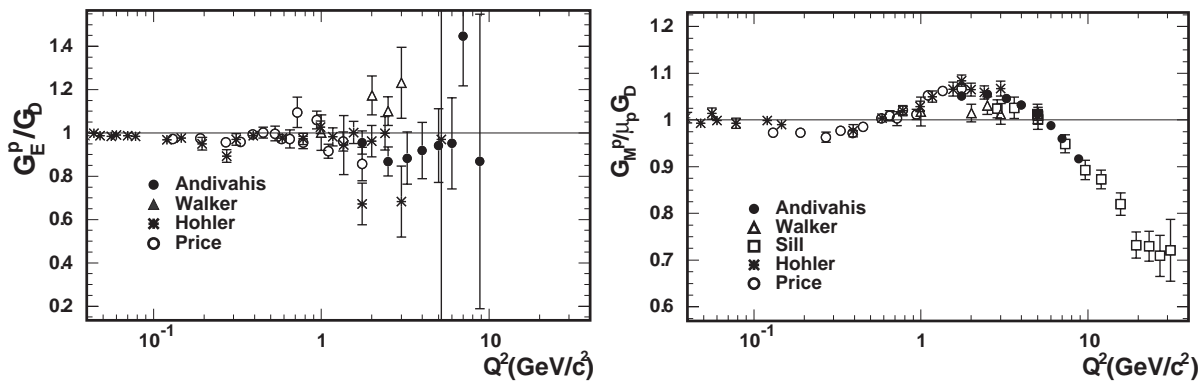 G_E^p/G_D
1.4
1.2
1
0.8
0.6
0.4
0.2
Andivahis
Walker
Hohler
Price
10^-1
1
10
Q^2(GeV/c^2)
G_M^p/μ_pG_D
1.2
1.1
1.0
0.9
0.8
0.7
0.6
Andivahis
Walker
Sill
Hohler
Price
10^-1
1
10
Q^2(GeV/c^2)